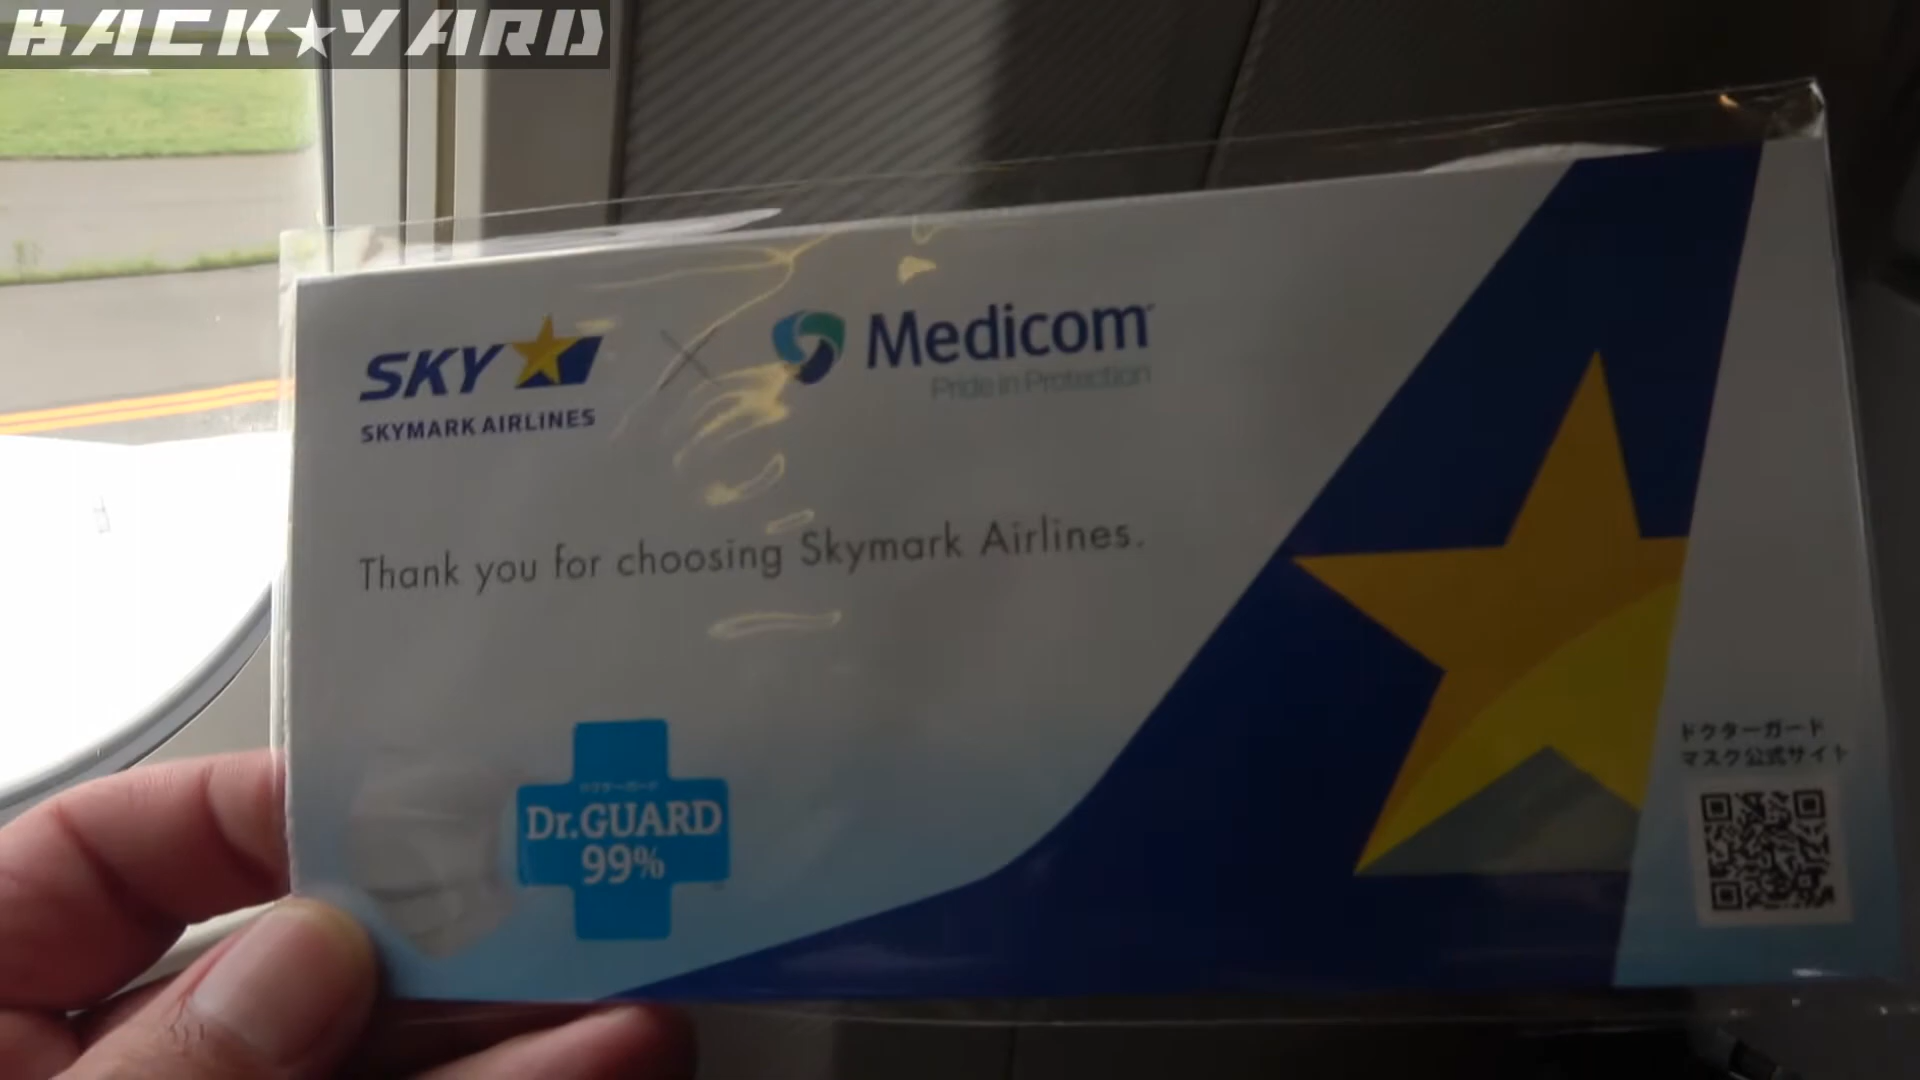 BACK★YARD
SKY
SKYMARK AIRLINES
×
Medicom
Pride in Protection
Thank you for choosing Skymark Airlines.
ドクターガード
Dr.GUARD
99%
ドクターガード
マスク公式サイト